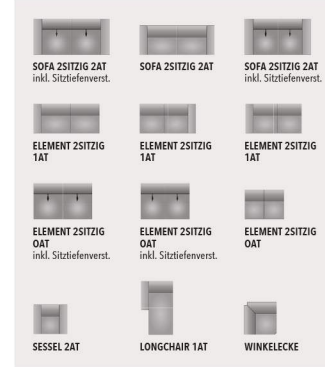 SOFA 2SITZIG 2AT
inkl. Sitztiefenverst.
SOFA 2SITZIG 2AT
SOFA 2SITZIG 2AT
inkl. Sitztiefenverst.
ELEMENT 2SITZIG
1AT
ELEMENT 2SITZIG
1AT
ELEMENT 2SITZIG
1AT
ELEMENT 2SITZIG
OAT
inkl. Sitztiefenverst.
ELEMENT 2SITZIG
OAT
inkl. Sitztiefenverst.
ELEMENT 2SITZIG
OAT
SESSEL 2AT
LONGCHAIR 1AT
WINKELECKE